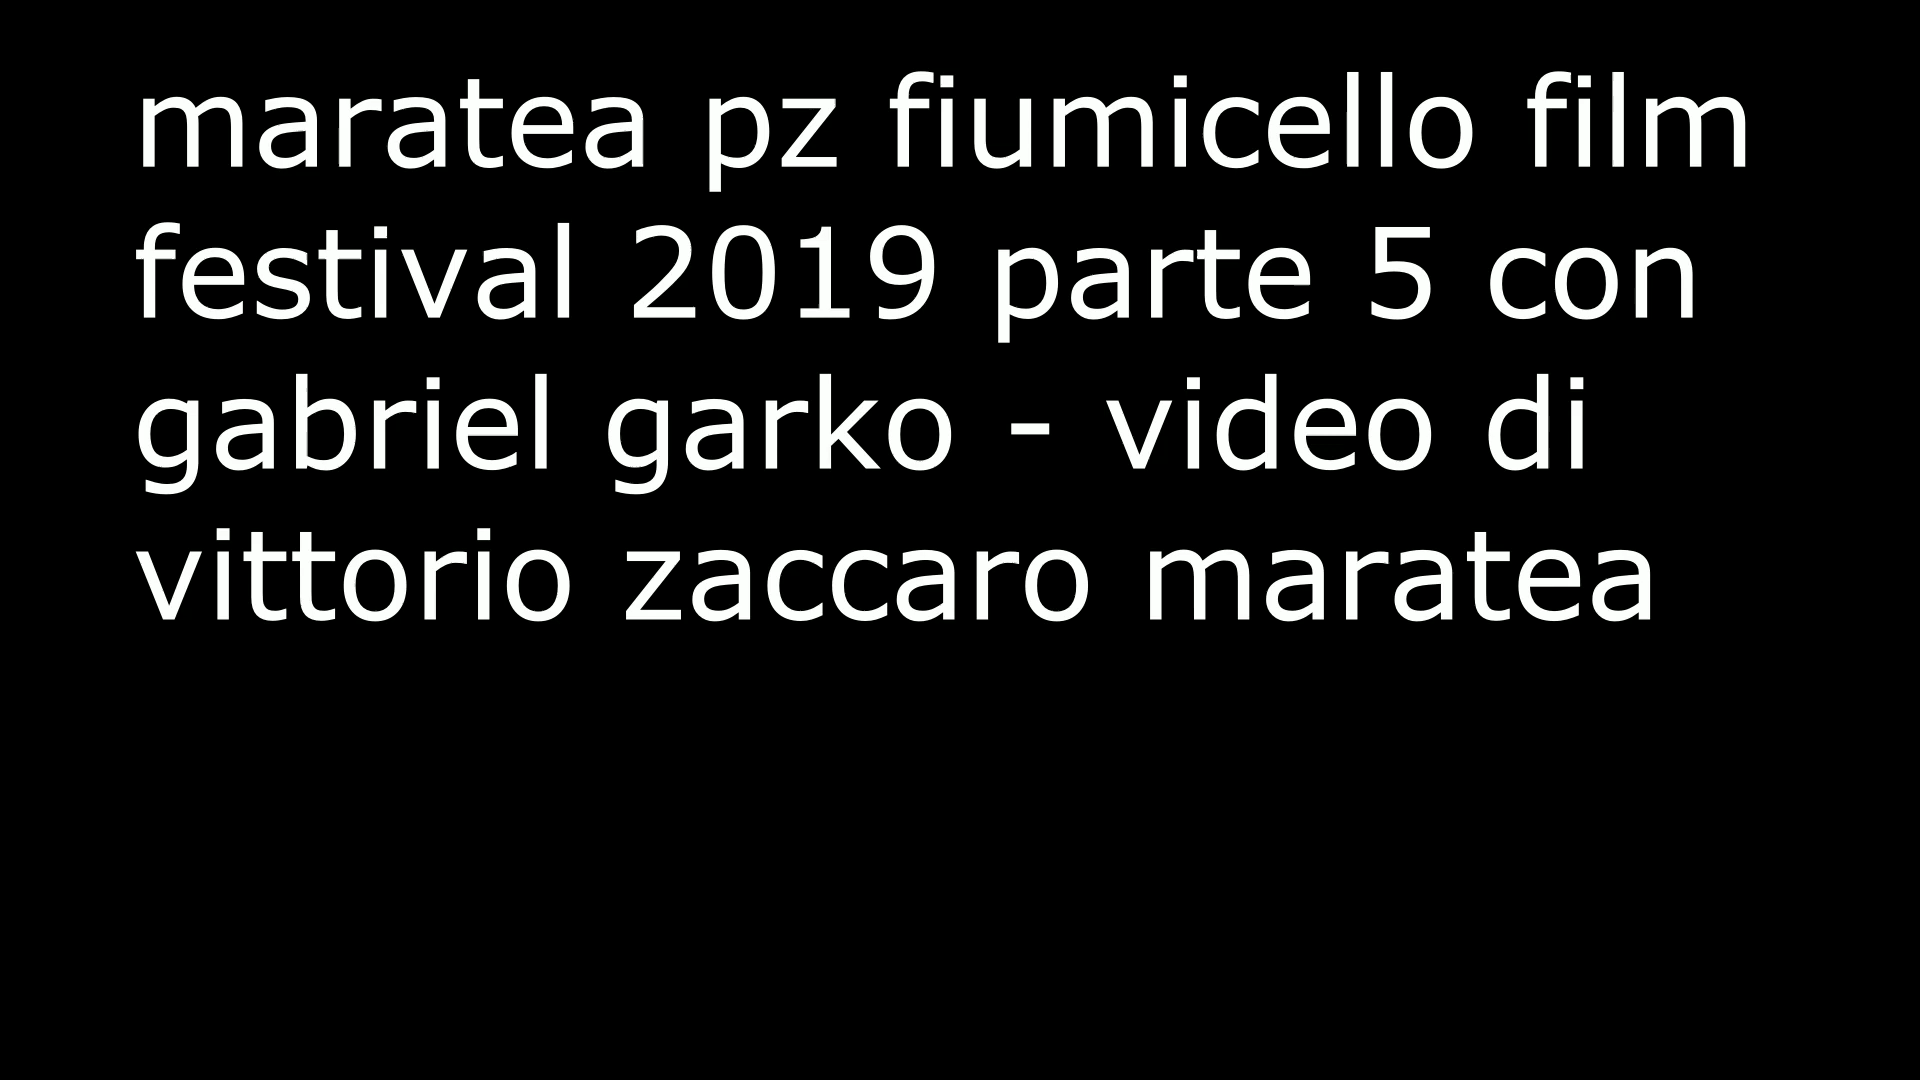 maratea pz fiumicello film
festival 2019 parte 5 con
gabriel garko - video di
vittorio zaccaro maratea